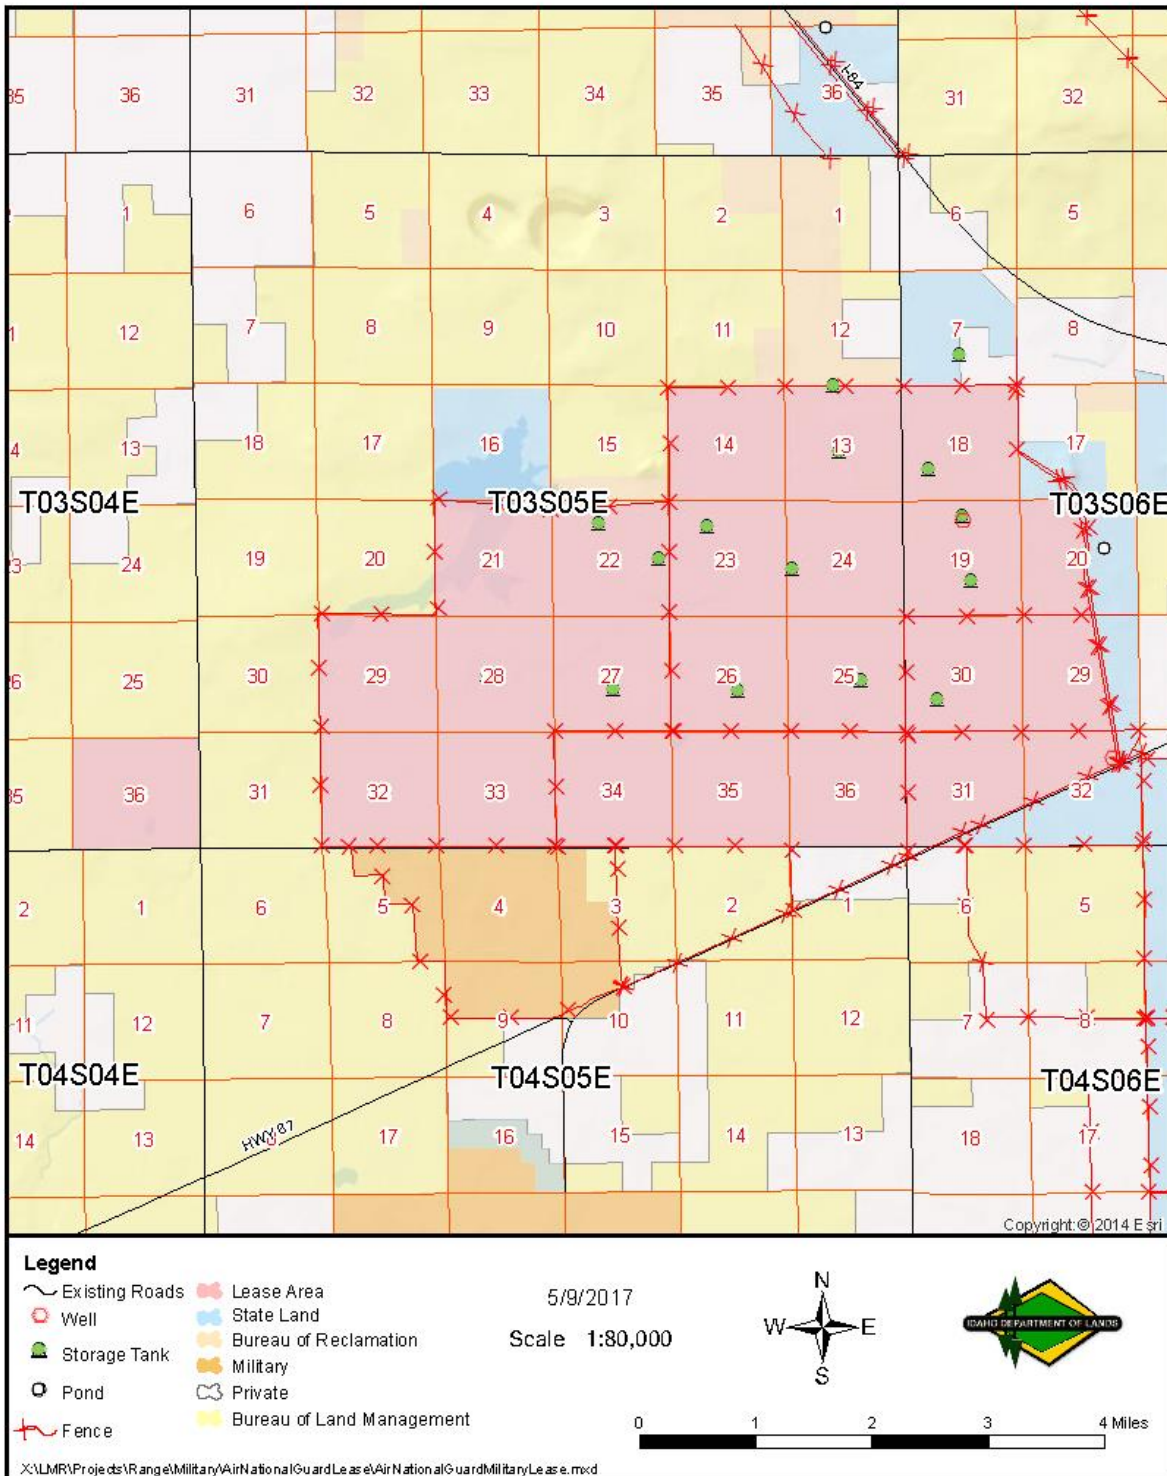 35 36 31 32 33 34 35 36 31 32
I-84
1 6 5 4 3 2 1 6 5
1 12 7 8 9 10 11 12 7 8
4 13 18 17 16 15 14 13 18 17
T03S04E T03S05E T03S06E
23 24 19 20 21 22 23 24 19 20
26 25 30 29 28 27 26 25 30 29
35 36 31 32 33 34 35 36 31 32
2 1 6 5 4 3 2 1 6 5
11 12 7 8 9 10 11 12 7 8
T04S04E T04S05E T04S06E
14 13 17 16 15 14 13 18 17
HWY 67
Copyright:© 2014 Esri
Legend
Existing Roads
Well
Storage Tank
Pond
Fence
Lease Area
State Land
Bureau of Reclamation
Military
Private
Bureau of Land Management
5/9/2017
Scale 1:80,000
N
W E
S
IDAHO DEPARTMENT OF LANDS
0 1 2 3 4 Miles
X:\LMR\Projects\Range\Military\AirNationalGuardLease\AirNationalGuardMilitaryLease.mxd